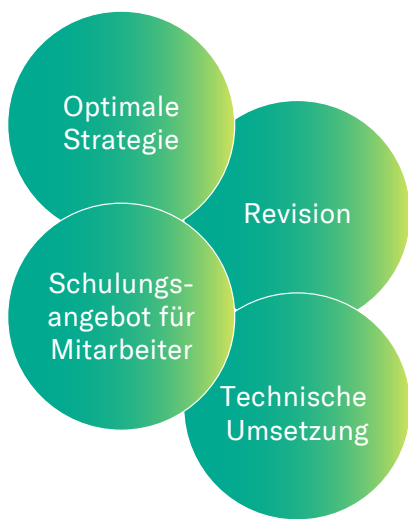 Optimale
Strategie
Revision
Schulungs-
angebot für
Mitarbeiter
Technische
Umsetzung